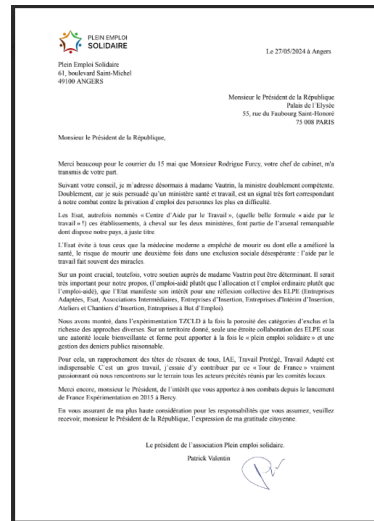 PLEIN EMPLOI
SOLIDAIRE
Le 27/05/2024 à Angers
Plein Emploi Solidaire
61, boulevard Saint-Michel
49100 ANGERS
Monsieur le Président de la République
Palais de l'Elysée
55, rue du Faubourg Saint-Honoré
75 008 PARIS
Monsieur le Président de la République,
Merci beaucoup pour le courrier du 15 mai que Monsieur Rodrigue Furcy, votre chef de cabinet, m'a
transmis de votre part.
Suivant votre conseil, je m'adresse désormais à madame Vautrin, la ministre doublement compétente.
Doublement, car je suis persuadé qu'un ministère santé et travail, est un signal très fort correspondant
à notre combat contre la privation d'emploi des personnes les plus en difficulté.
Les Esat, autrefois nommés « Centre d'Aide par le Travail », (quelle belle formule « aide par le
travail » !) ces établissements, à cheval sur les deux ministères, font partie de l'arsenal remarquable
dont dispose notre pays, à juste titre
L'Esat évite à tous ceux que la médecine moderne a empêché de mourir ou dont elle a amélioré la
santé, le risque de mourir une deuxième fois dans une exclusion sociale désespérante : l'aide par le
travail fait souvent des miracles.
Sur un point crucial, toutefois, votre soutien auprès de madame Vautrin peut être déterminant. Il serait
très important pour notre propos, (l'emploi-aidé plutôt que l'allocation et l'emploi ordinaire plutôt que
l'emploi-aidé), que l'Etat manifeste son intérêt pour une réflexion collective des ELPE (Entreprises
Adaptées, Esat, Associations Intermédiaires, Entreprises d'Insertion, Entreprises d'Intérim d'Insertion,
Ateliers et Chantiers d'Insertion, Entreprises à But d'Emploi).
Nous avons montré, dans l'expérimentation TZCLD à la fois la porosité des catégories d'exclus et la
richesse des approches diverses. Sur un territoire donné, seule une étroite collaboration des ELPE sous
une autorité locale bienveillante et ferme peut apporter à la fois le « plein emploi solidaire » et une
gestion des deniers publics raisonnable.
Pour cela, un rapprochement des têtes de réseaux de tous, IAE, Travail Protégé, Travail Adapté est
indispensable C'est un gros travail, j'essaie d'y contribuer par ce « Tour de France » vraiment
passionnant où nous rencontrons sur le terrain tous les acteurs précités réunis par les comités locaux.
Merci encore, monsieur le Président, de l'intérêt que vous apportez à nos combats depuis le lancement
de France Expérimentation en 2015 à Bercy.
En vous assurant de ma plus haute considération pour les responsabilités que vous assumez, veuillez
recevoir, monsieur le Président de la République, l'expression de ma gratitude citoyenne.
Le président de l'association Plein emploi solidaire.
Patrick Valentin